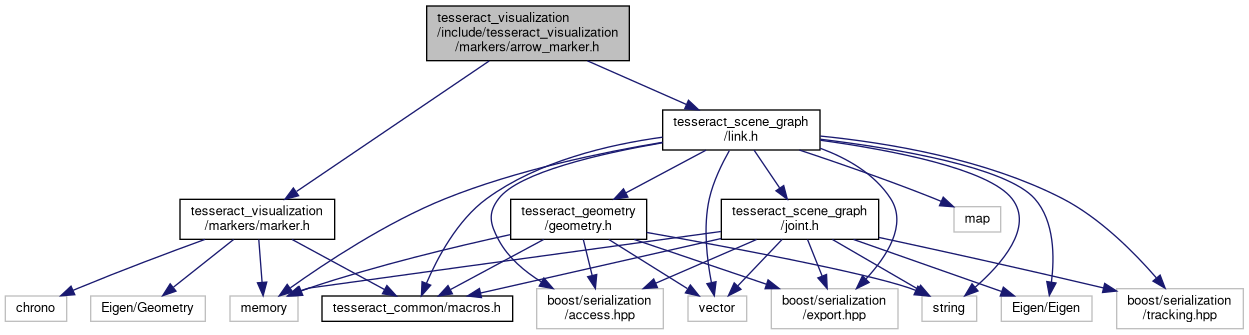 tesseract_visualization
/include/tesseract_visualization
/markers/arrow_marker.h
tesseract_scene_graph
/link.h
tesseract_visualization
/markers/marker.h
tesseract_geometry
/geometry.h
tesseract_scene_graph
/joint.h
map
chrono
Eigen/Geometry
memory
tesseract_common/macros.h
boost/serialization
/access.hpp
vector
boost/serialization
/export.hpp
string
Eigen/Eigen
boost/serialization
/tracking.hpp